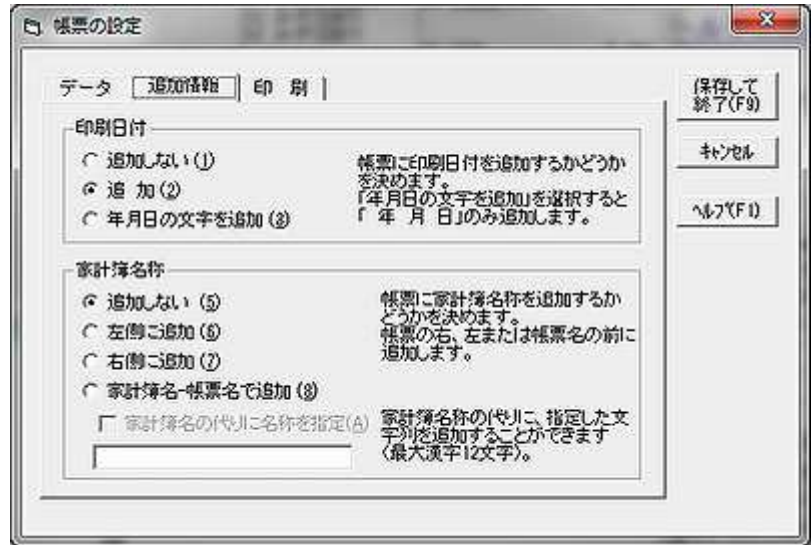 帳票の設定
データ
追加情報
印 刷
保存して
終了(F9)
キャンセル
ヘルプ(F1)
印刷日付
追加しない(1)
追 加(2)
年月日の文字を追加(3)
帳票に印刷日付を追加するかどうか
を決めます。
「年月日の文字を追加」を選択すると
「 年 月 日」のみ追加します。
家計簿名称
追加しない (5)
左側に追加 (6)
右側に追加 (7)
家計簿名-帳票名で追加 (8)
帳票に家計簿名称を追加するか
どうかを決めます。
帳票の右、左または帳票名の前に
追加します。
家計簿名の代りに名称を指定(A)
家計簿名称の代りに、指定した文
字列を追加することができます
(最大漢字12文字)。